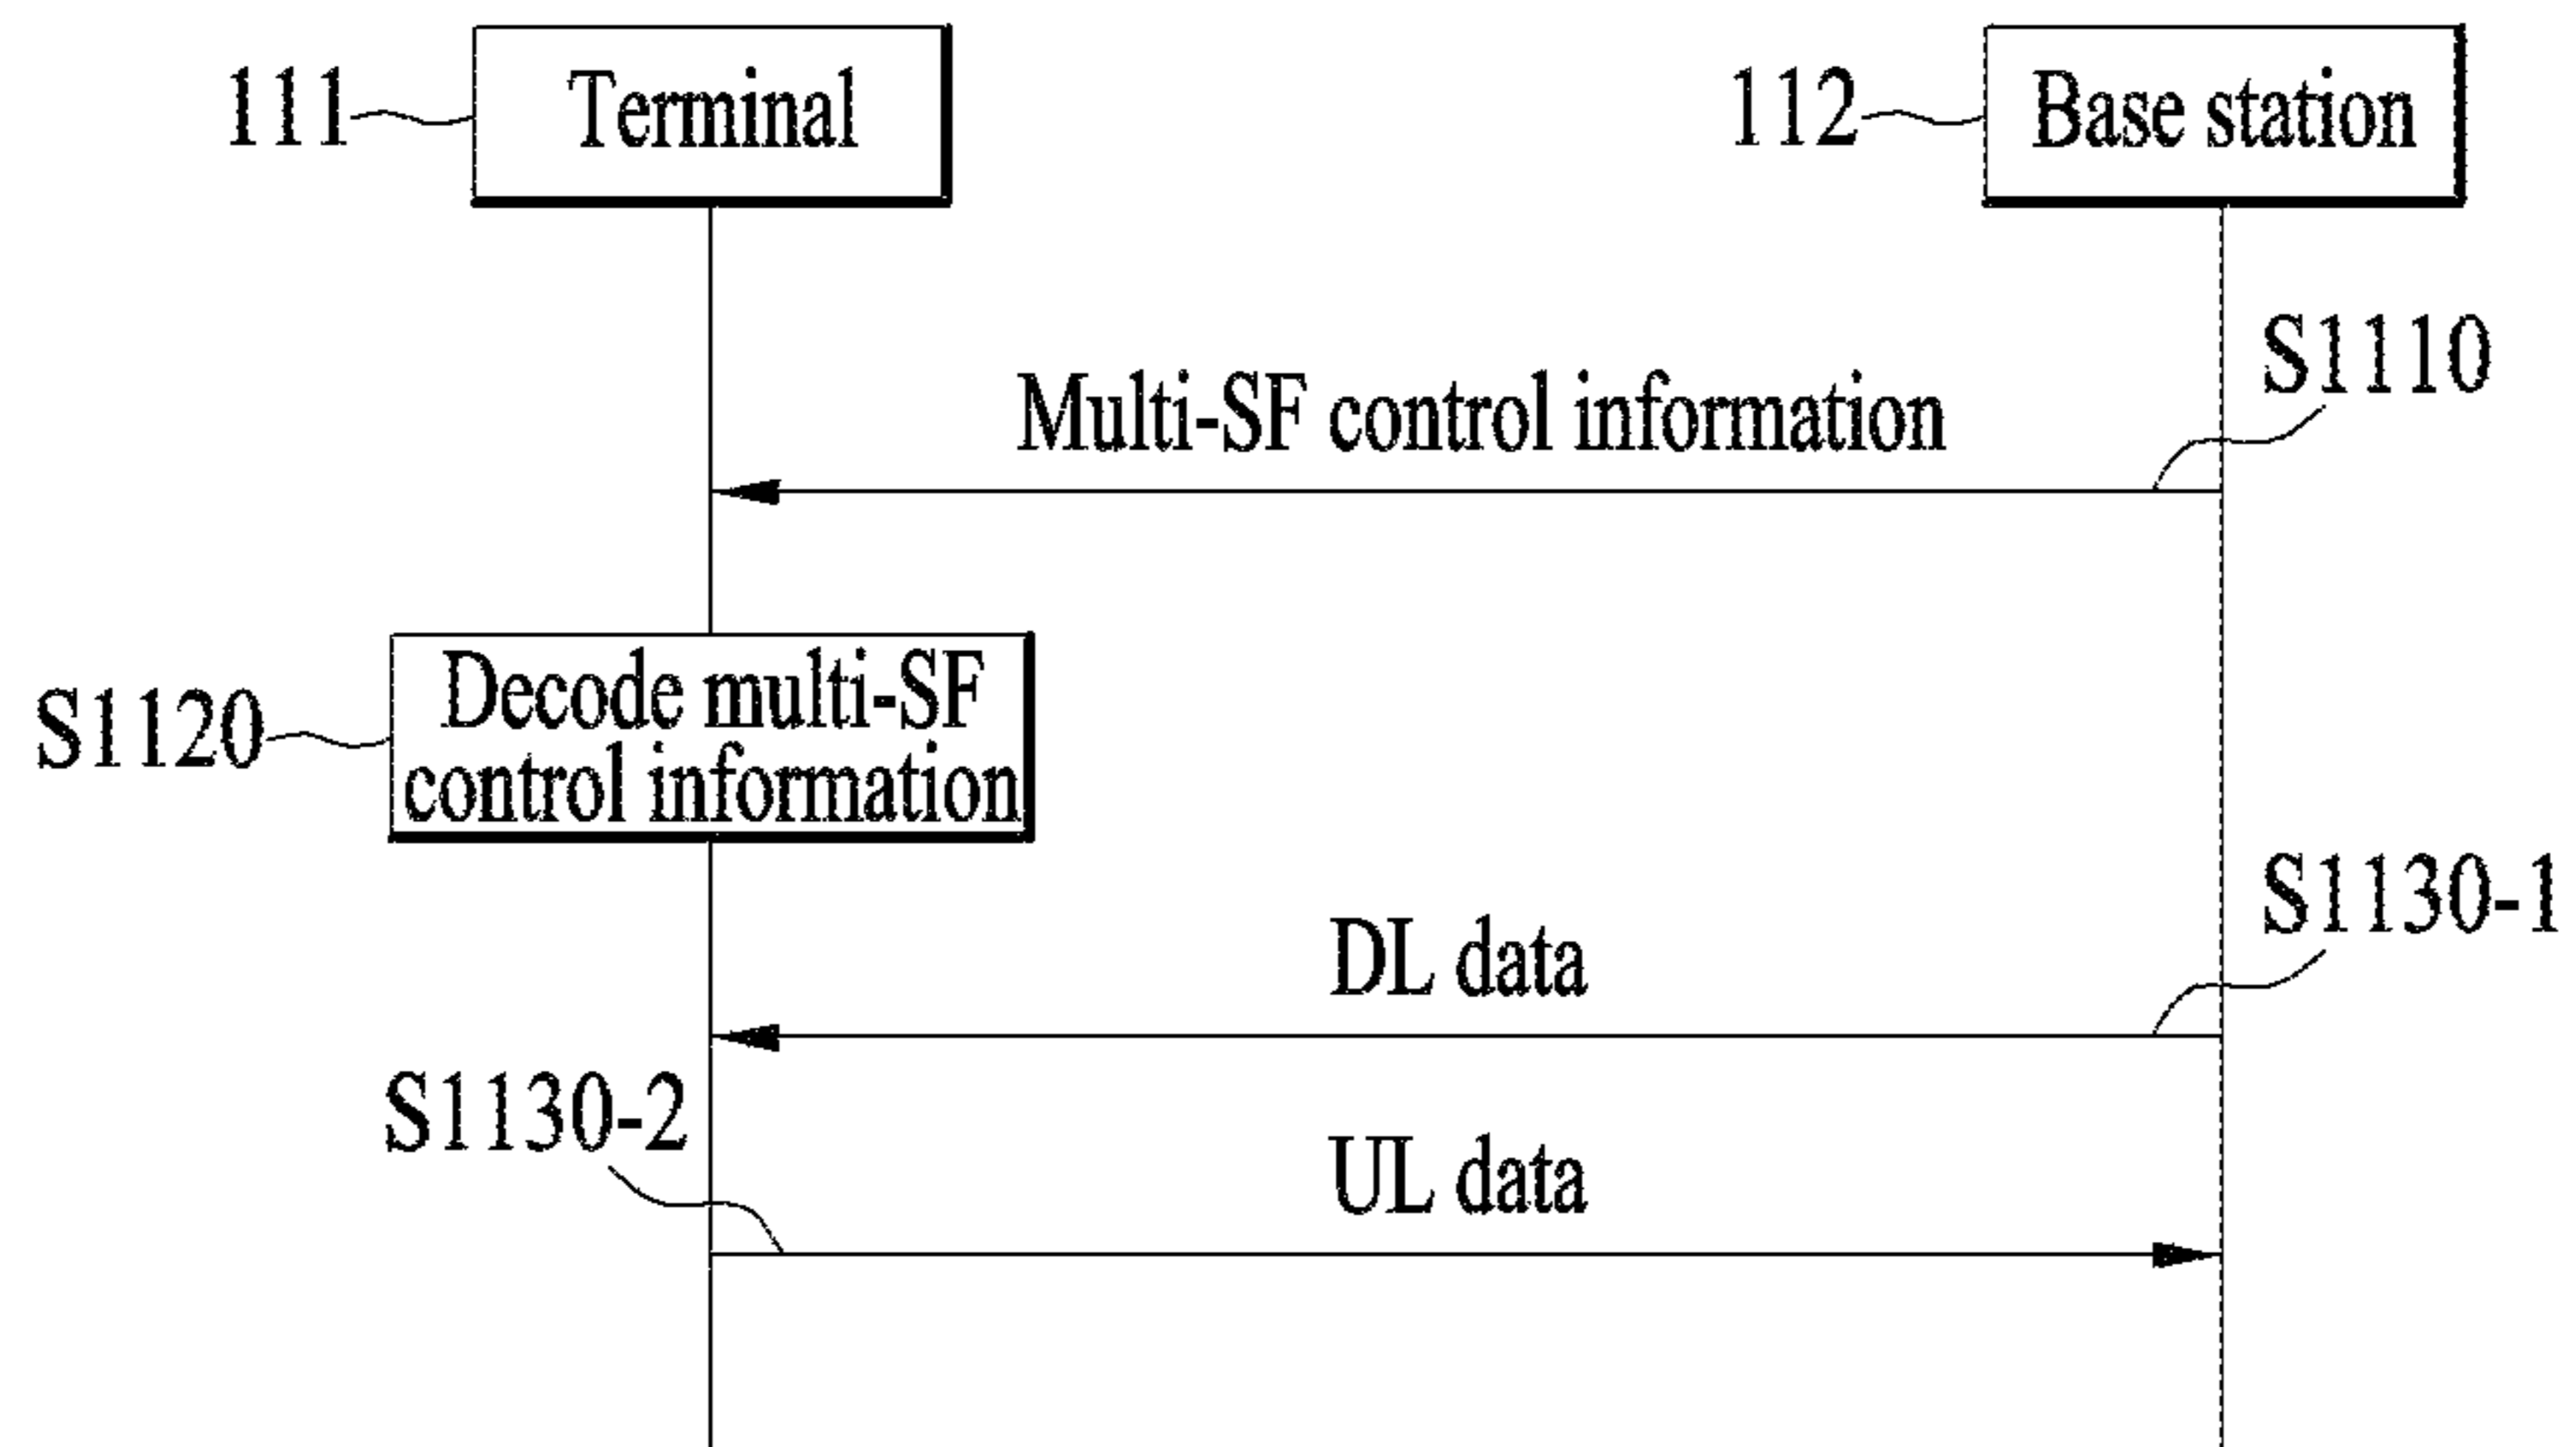 111
Terminal
112
Base station
S1110
Multi-SF control information
S1120
Decode multi-SF
control information
S1130-1
DL data
S1130-2
UL data